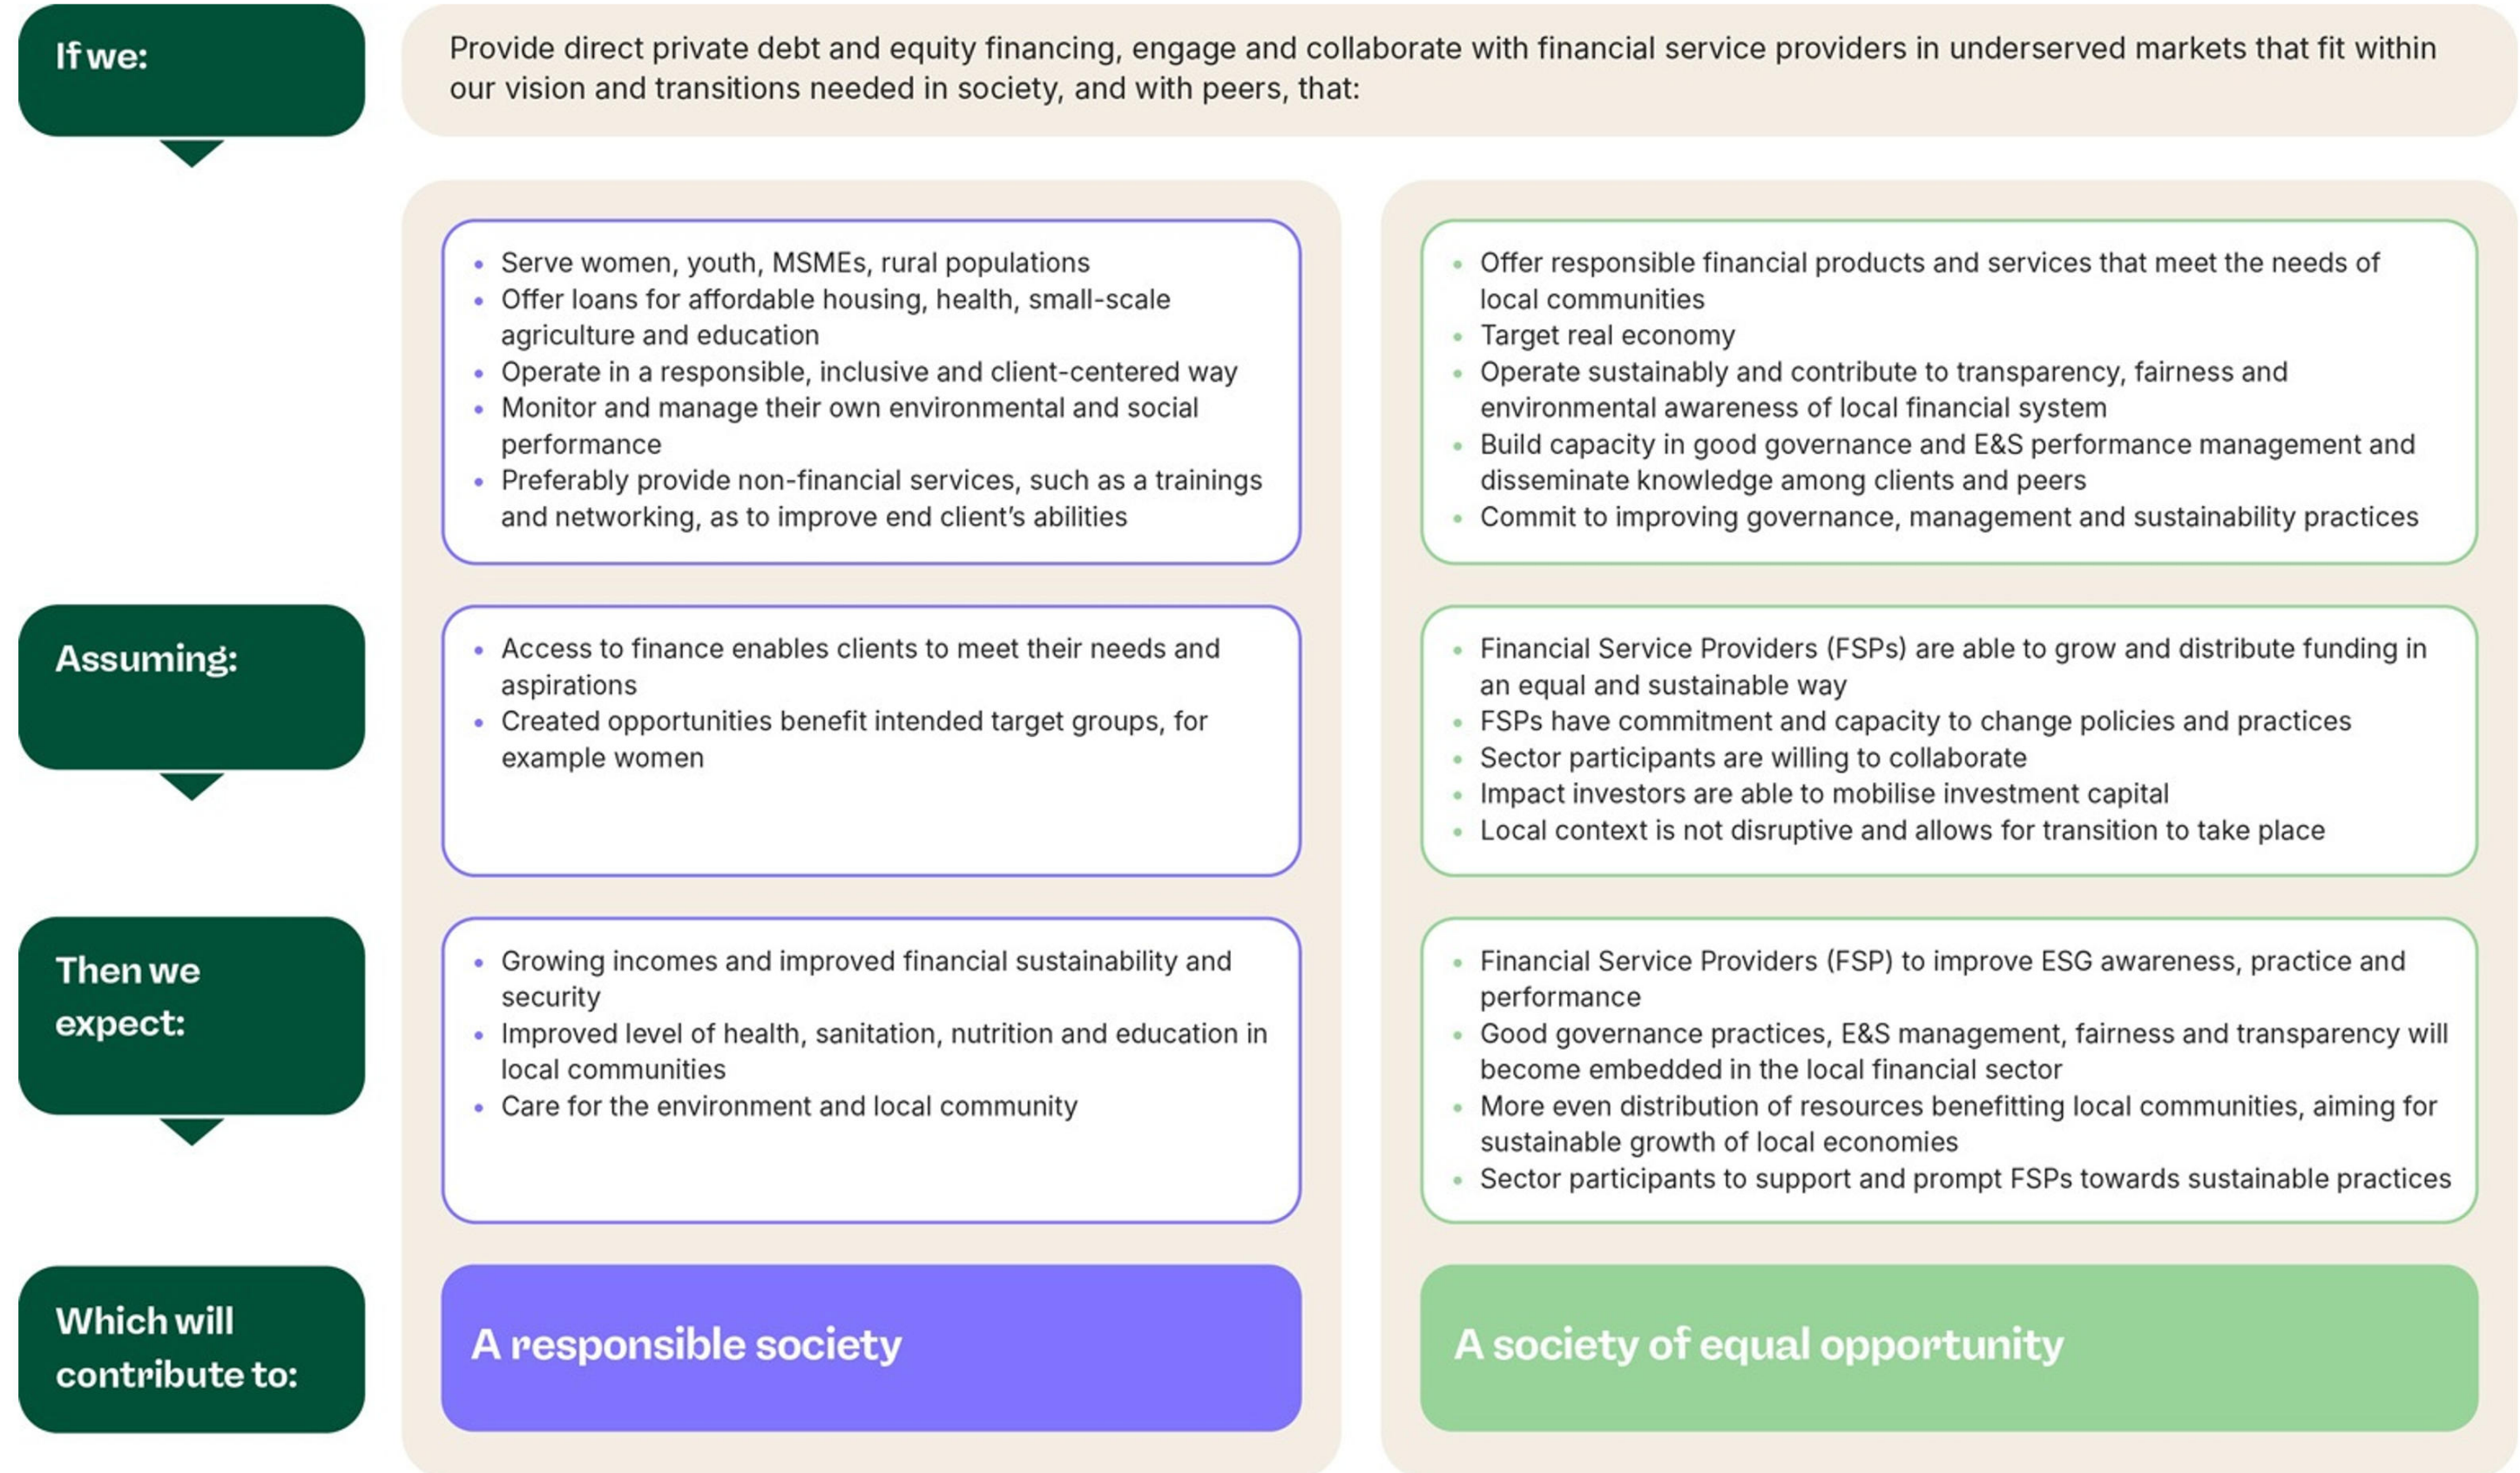 If we:
Provide direct private debt and equity financing, engage and collaborate with financial service providers in underserved markets that fit within
our vision and transitions needed in society, and with peers, that:
• Serve women, youth, MSMEs, rural populations
• Offer loans for affordable housing, health, small-scale
agriculture and education
• Operate in a responsible, inclusive and client-centered way
• Monitor and manage their own environmental and social
performance
• Preferably provide non-financial services, such as a trainings
and networking, as to improve end client’s abilities
• Offer responsible financial products and services that meet the needs of
local communities
• Target real economy
• Operate sustainably and contribute to transparency, fairness and
environmental awareness of local financial system
• Build capacity in good governance and E&S performance management and
disseminate knowledge among clients and peers
• Commit to improving governance, management and sustainability practices
Assuming:
• Access to finance enables clients to meet their needs and
aspirations
• Created opportunities benefit intended target groups, for
example women
• Financial Service Providers (FSPs) are able to grow and distribute funding in
an equal and sustainable way
• FSPs have commitment and capacity to change policies and practices
• Sector participants are willing to collaborate
• Impact investors are able to mobilise investment capital
• Local context is not disruptive and allows for transition to take place
Then we
expect:
• Growing incomes and improved financial sustainability and
security
• Improved level of health, sanitation, nutrition and education in
local communities
• Care for the environment and local community
• Financial Service Providers (FSP) to improve ESG awareness, practice and
performance
• Good governance practices, E&S management, fairness and transparency will
become embedded in the local financial sector
• More even distribution of resources benefitting local communities, aiming for
sustainable growth of local economies
• Sector participants to support and prompt FSPs towards sustainable practices
Which will
contribute to:
A responsible society
A society of equal opportunity